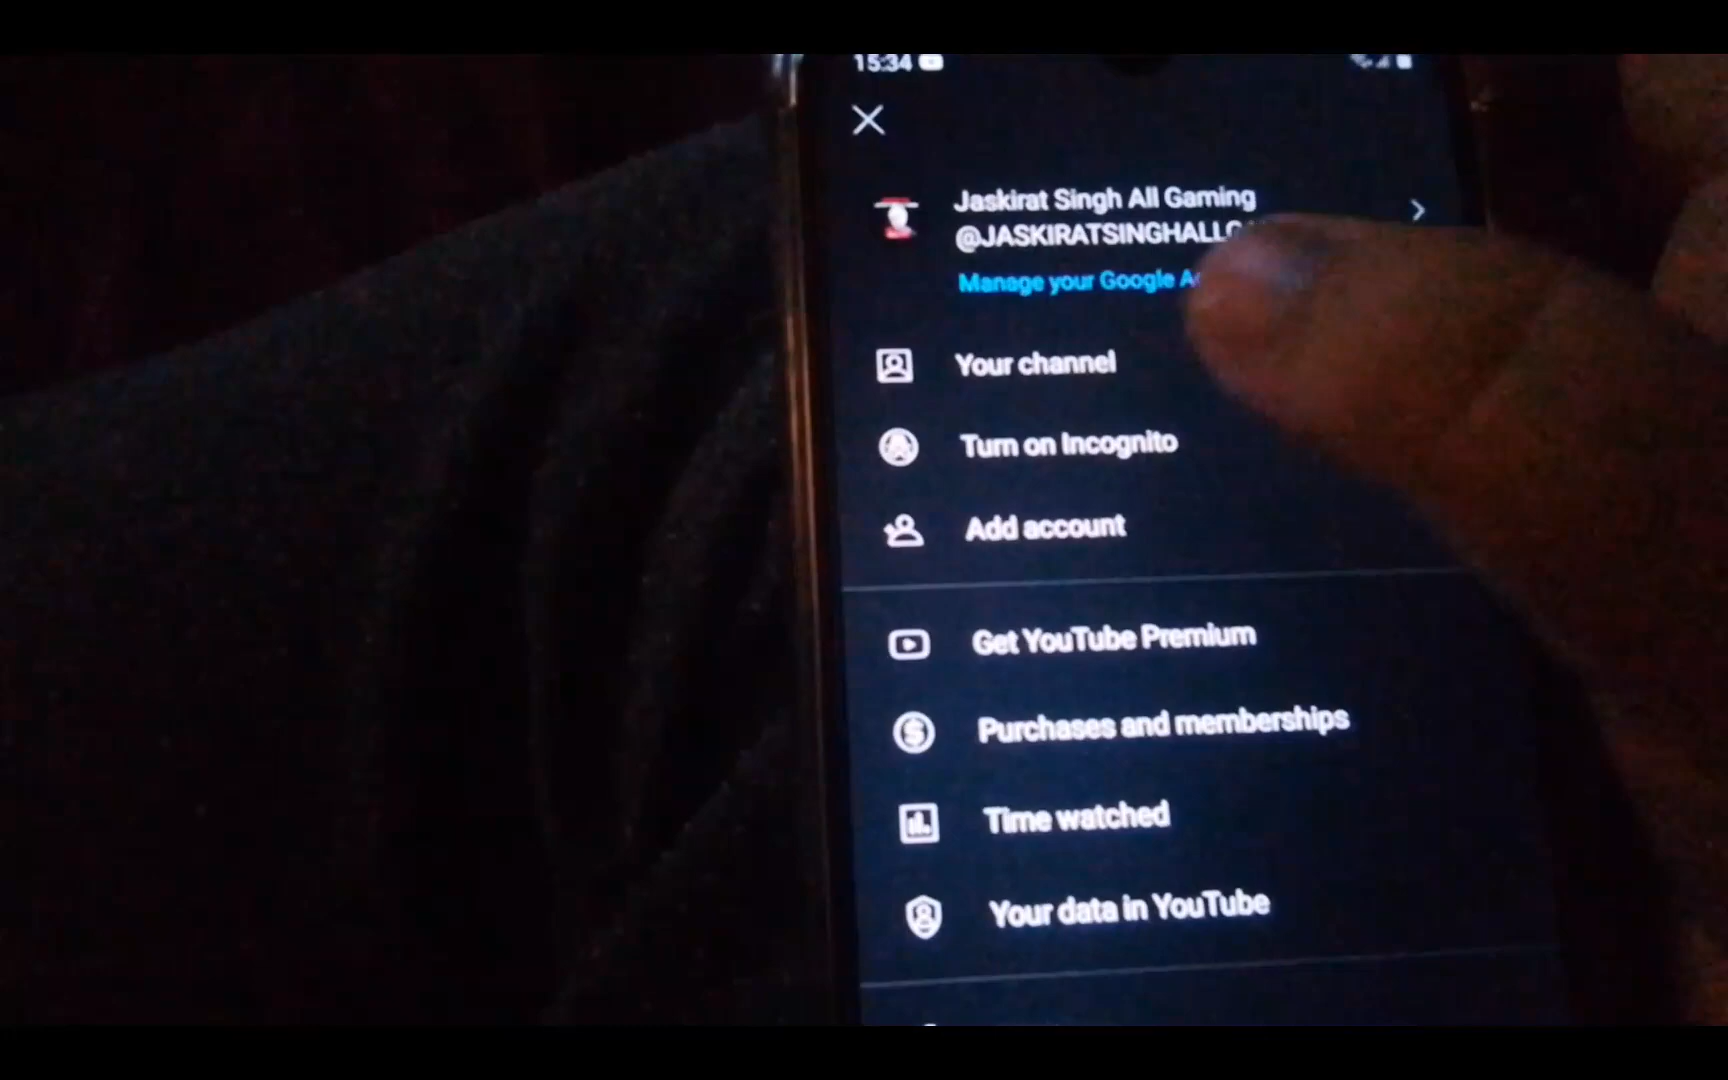 15:34
Jaskirat Singh All Gaming
@JASKIRATSINGHALLG
Manage your Google
Your channel
Turn on Incognito
Add account
Get YouTube Premium
Purchases and memberships
Time watched
Your data in YouTube